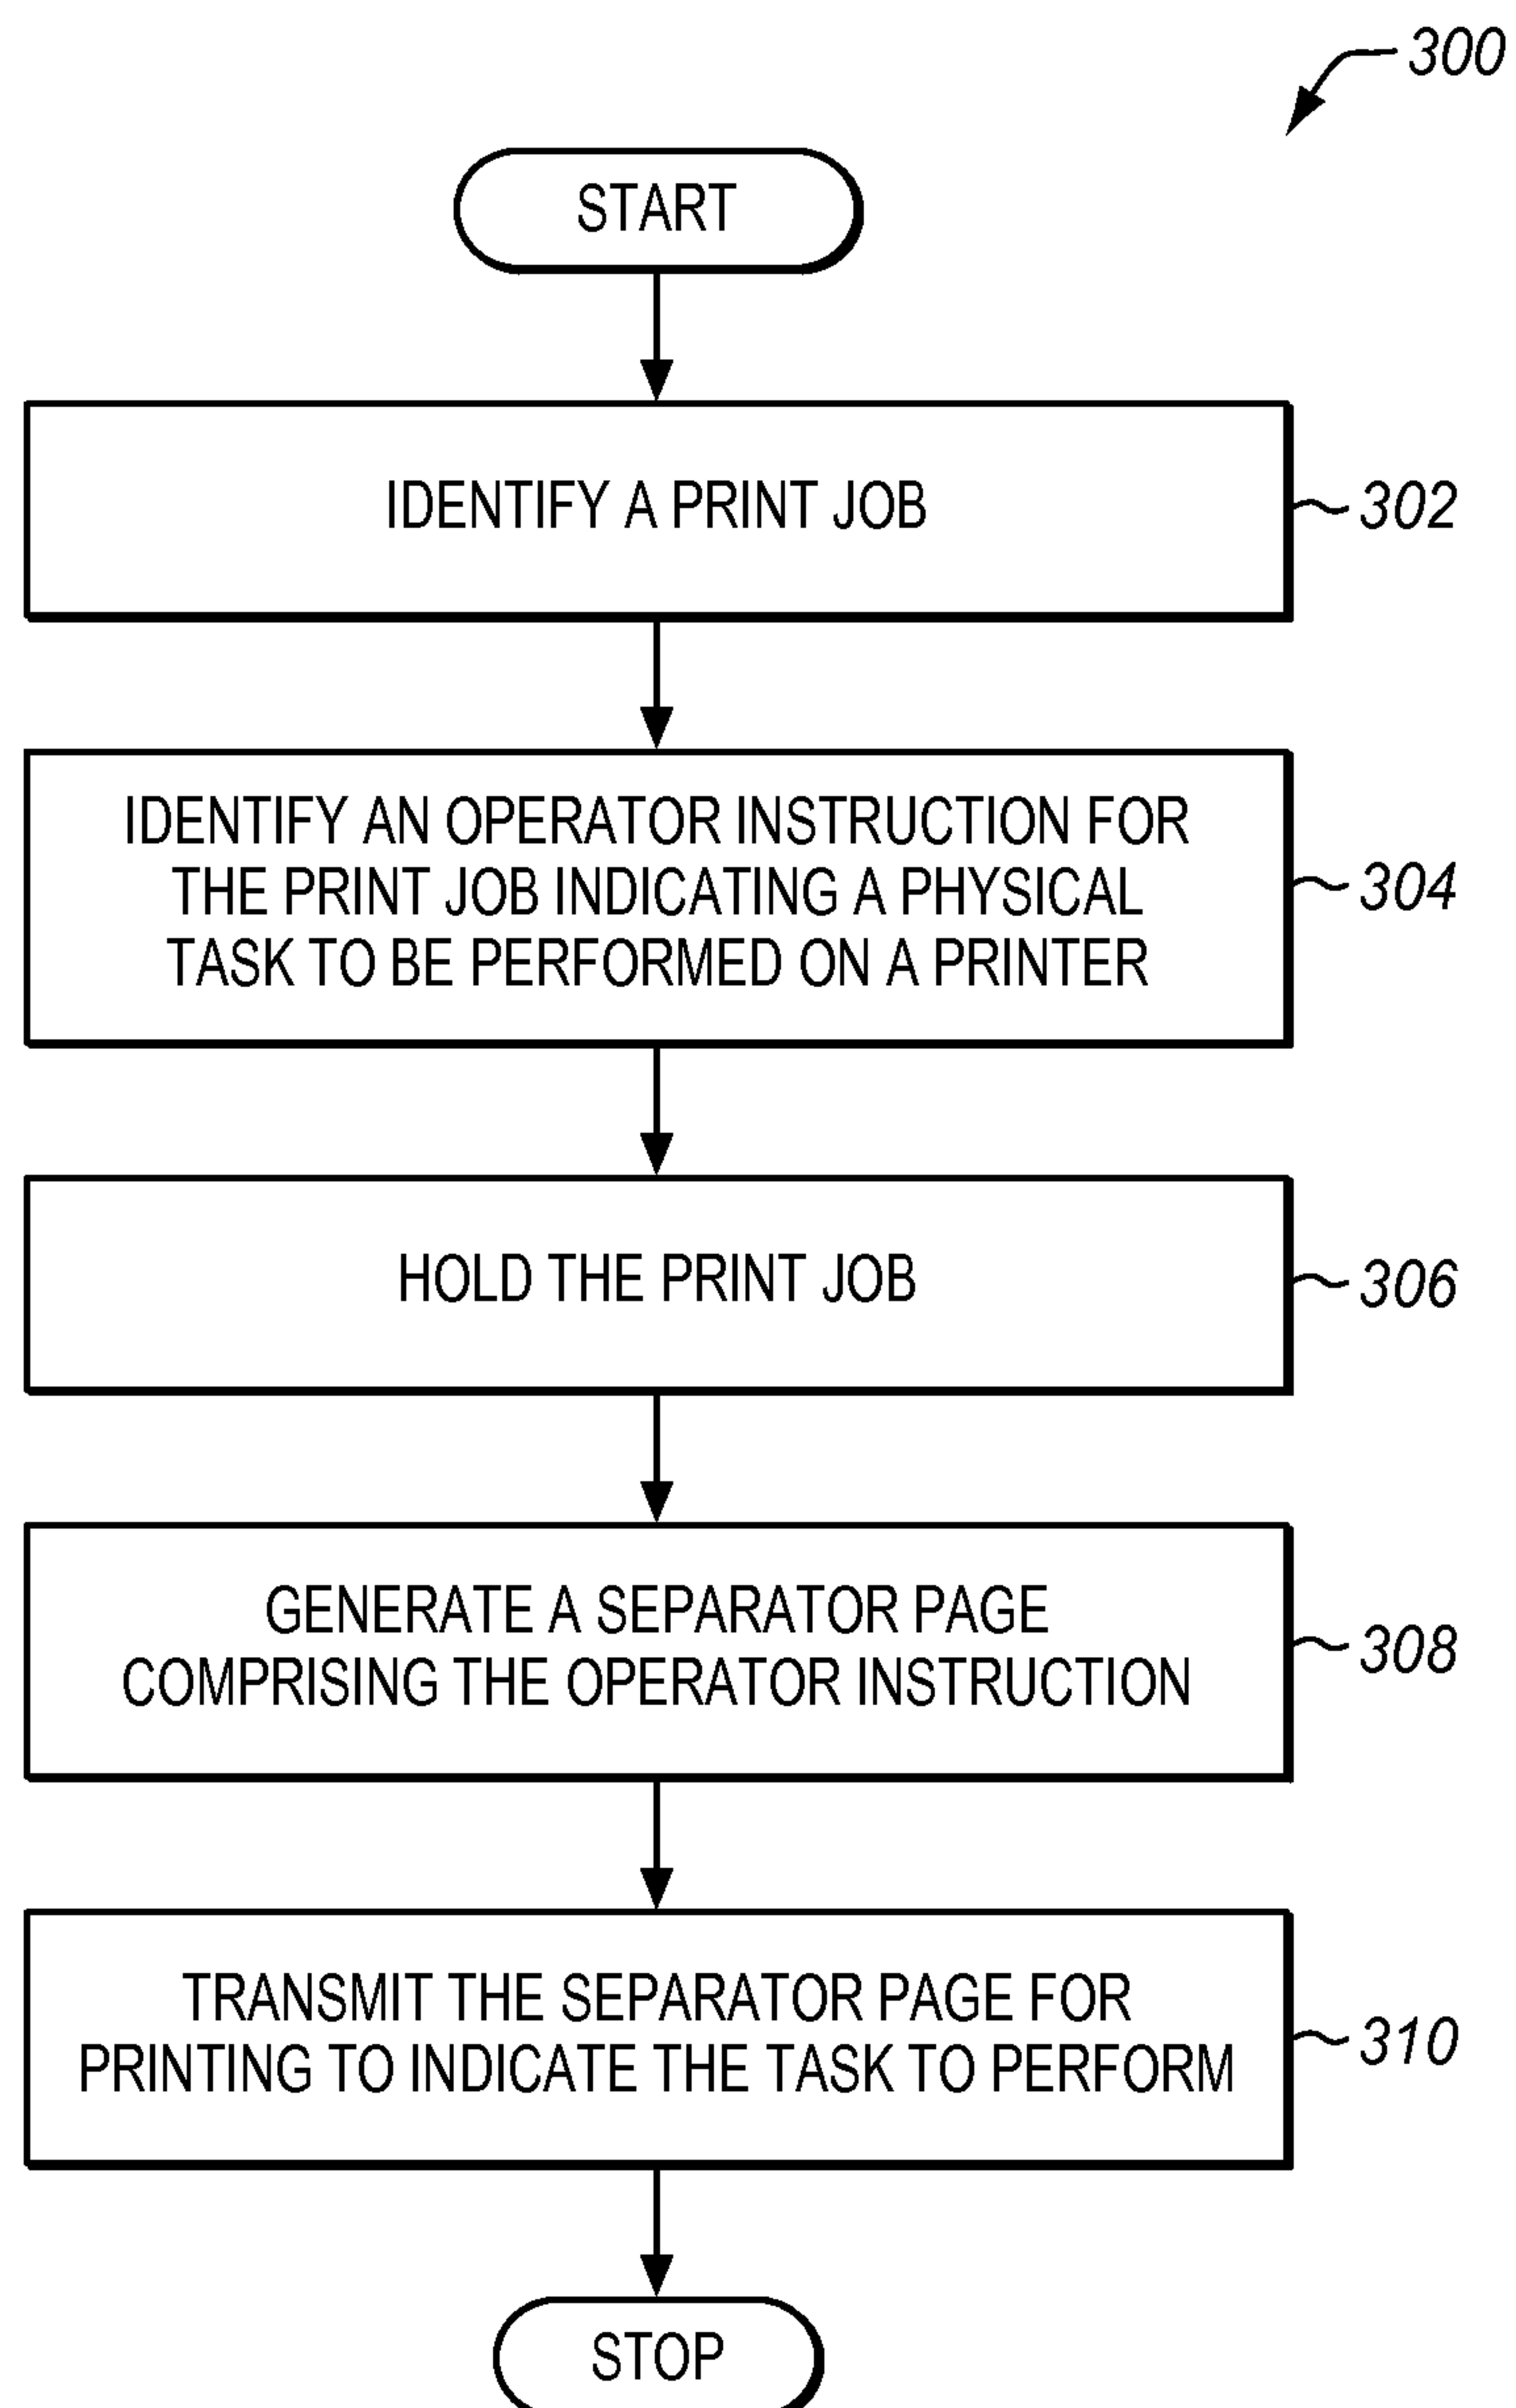 300
START
IDENTIFY A PRINT JOB
302
IDENTIFY AN OPERATOR INSTRUCTION FOR
THE PRINT JOB INDICATING A PHYSICAL
TASK TO BE PERFORMED ON A PRINTER
304
HOLD THE PRINT JOB
306
GENERATE A SEPARATOR PAGE
COMPRISING THE OPERATOR INSTRUCTION
308
TRANSMIT THE SEPARATOR PAGE FOR
PRINTING TO INDICATE THE TASK TO PERFORM
310
STOP